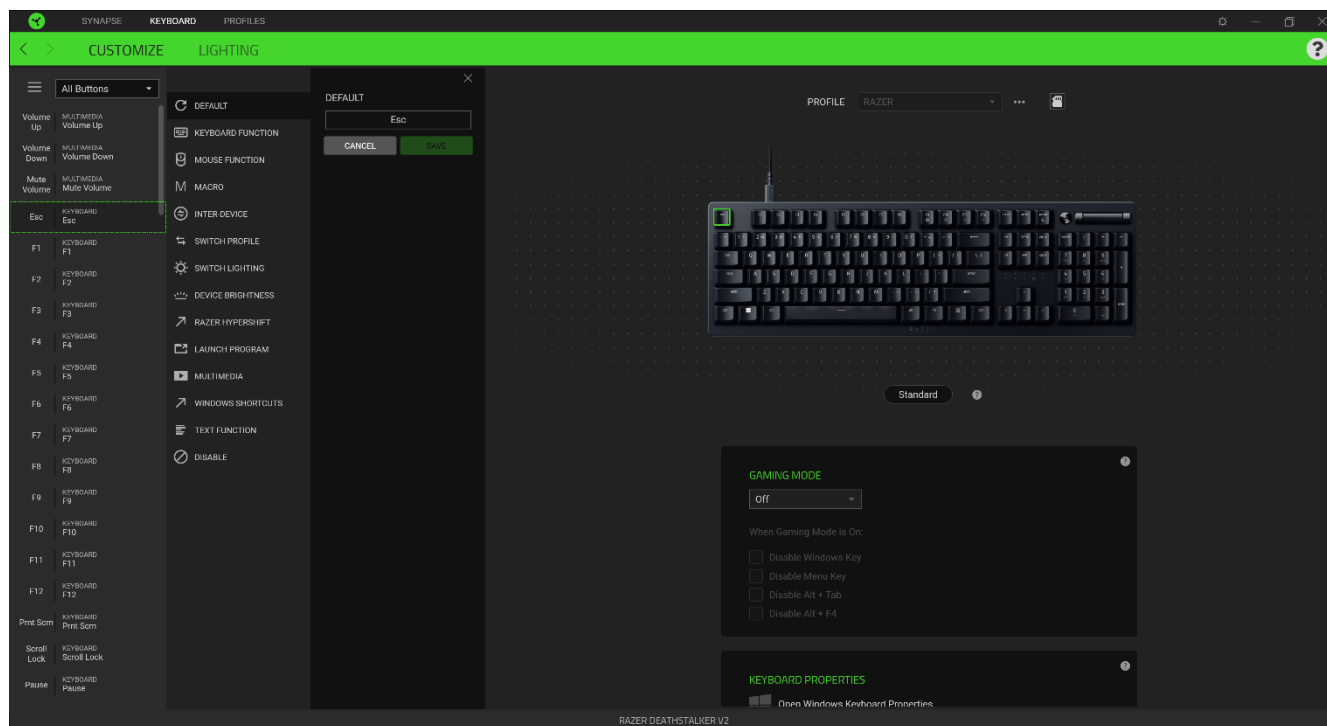 SYNAPSE KEYBOARD PROFILES
CUSTOMIZE LIGHTING
?
All Buttons
Volume Up MULTIMEDIA Volume Up
Volume Down MULTIMEDIA Volume Down
Mute Volume MULTIMEDIA Mute Volume
Esc KEYBOARD Esc
F1 KEYBOARD F1
F2 KEYBOARD F2
F3 KEYBOARD F3
F4 KEYBOARD F4
F5 KEYBOARD F5
F6 KEYBOARD F6
F7 KEYBOARD F7
F8 KEYBOARD F8
F9 KEYBOARD F9
F10 KEYBOARD F10
F11 KEYBOARD F11
F12 KEYBOARD F12
Prnt Scrn KEYBOARD Prnt Scrn
Scroll Lock KEYBOARD Scroll Lock
Pause KEYBOARD Pause
DEFAULT
KEYBOARD FUNCTION
MOUSE FUNCTION
MACRO
INTER-DEVICE
SWITCH PROFILE
SWITCH LIGHTING
DEVICE BRIGHTNESS
RAZER HYPERSHIFT
LAUNCH PROGRAM
MULTIMEDIA
WINDOWS SHORTCUTS
TEXT FUNCTION
DISABLE
DEFAULT
Esc
CANCEL SAVE
PROFILE RAZER
RAZER
Standard ?
?
GAMING MODE
Off
When Gaming Mode is On:
Disable Windows Key
Disable Menu Key
Disable Alt + Tab
Disable Alt + F4
?
KEYBOARD PROPERTIES
Open Windows Keyboard Properties
RAZER DEATHSTALKER V2